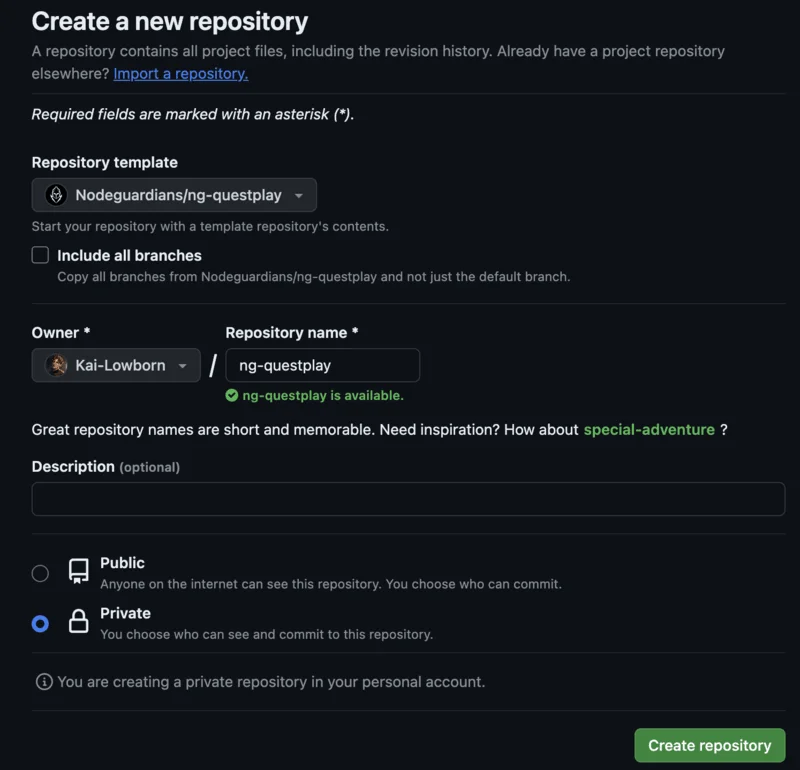 Create a new repository
A repository contains all project files, including the revision history. Already have a project repository
elsewhere? Import a repository.
Required fields are marked with an asterisk (*).
Repository template
Nodeguardians/ng-questplay
Start your repository with a template repository's contents.
Include all branches
Copy all branches from Nodeguardians/ng-questplay and not just the default branch.
Owner * Repository name *
Kai-Lowborn / ng-questplay
ng-questplay is available.
Great repository names are short and memorable. Need inspiration? How about special-adventure ?
Description (optional)
Public
Anyone on the internet can see this repository. You choose who can commit.
Private
You choose who can see and commit to this repository.
You are creating a private repository in your personal account.
Create repository